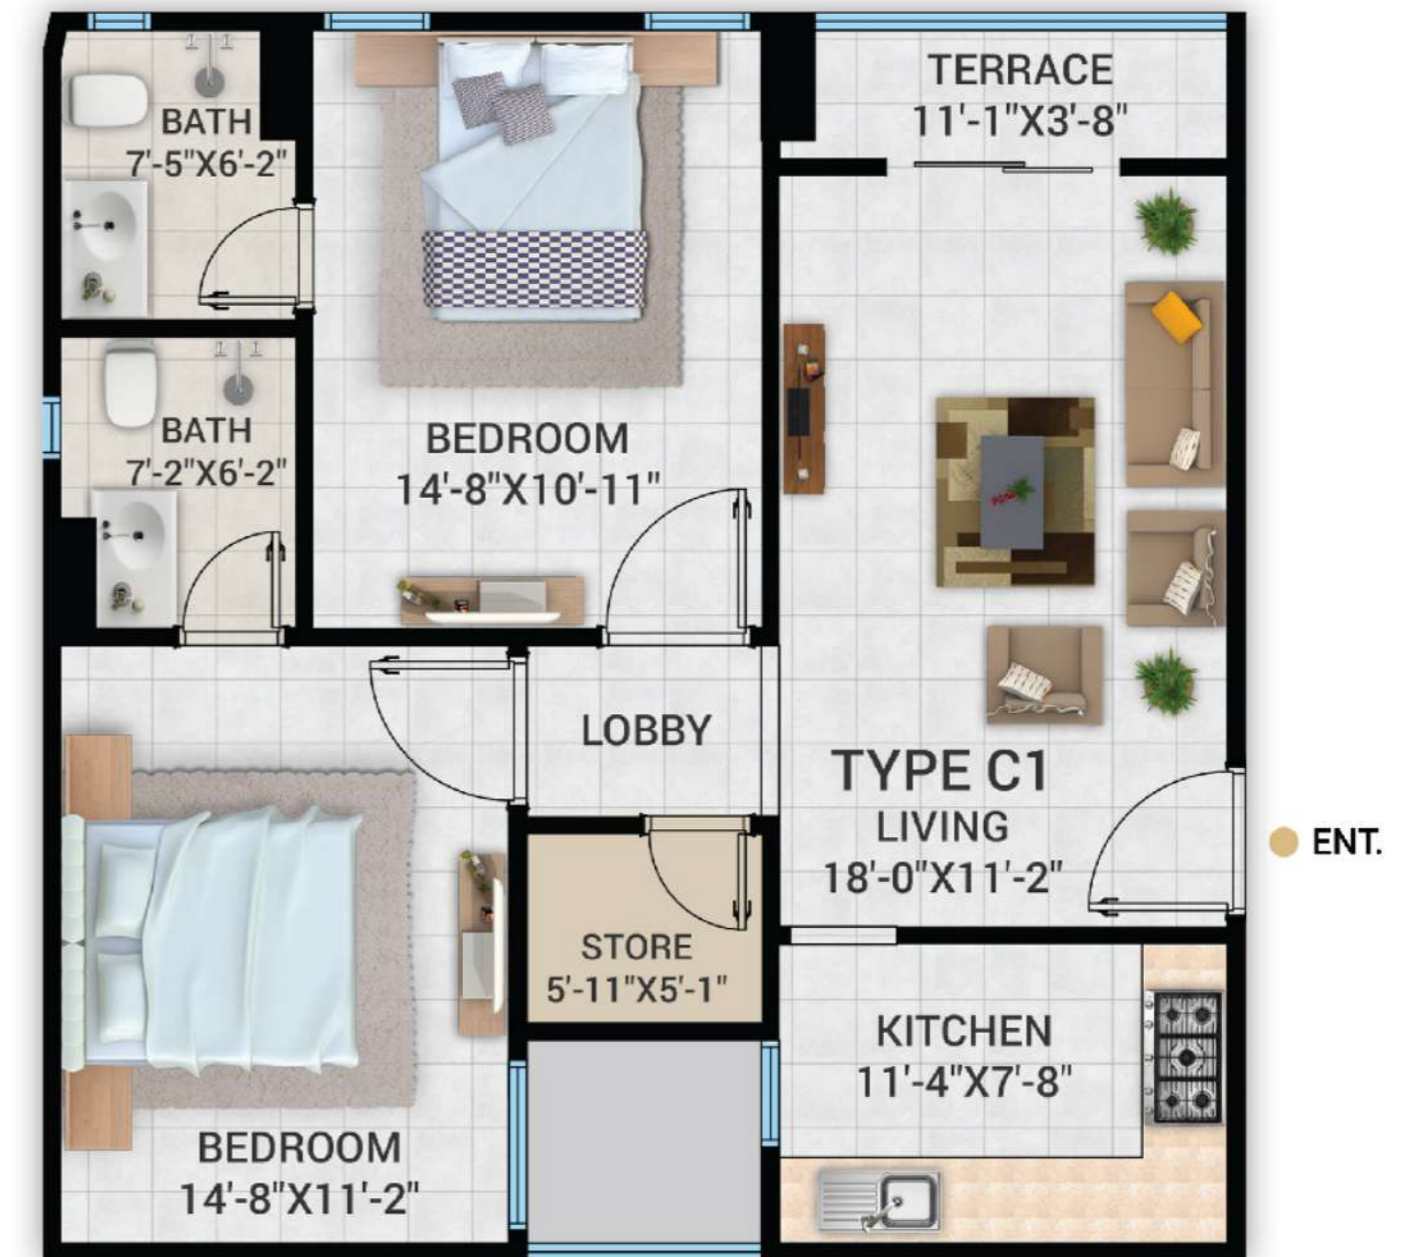 TERRACE
11'-1"X3'-8"
BATH
7'-5"X6'-2"
BATH
7'-2"X6'-2"
BEDROOM
14'-8"X10'-11"
LOBBY
TYPE C1
LIVING
18'-0"X11'-2"
ENT.
STORE
5'-11"X5'-1"
KITCHEN
11'-4"X7'-8"
BEDROOM
14'-8"X11'-2"